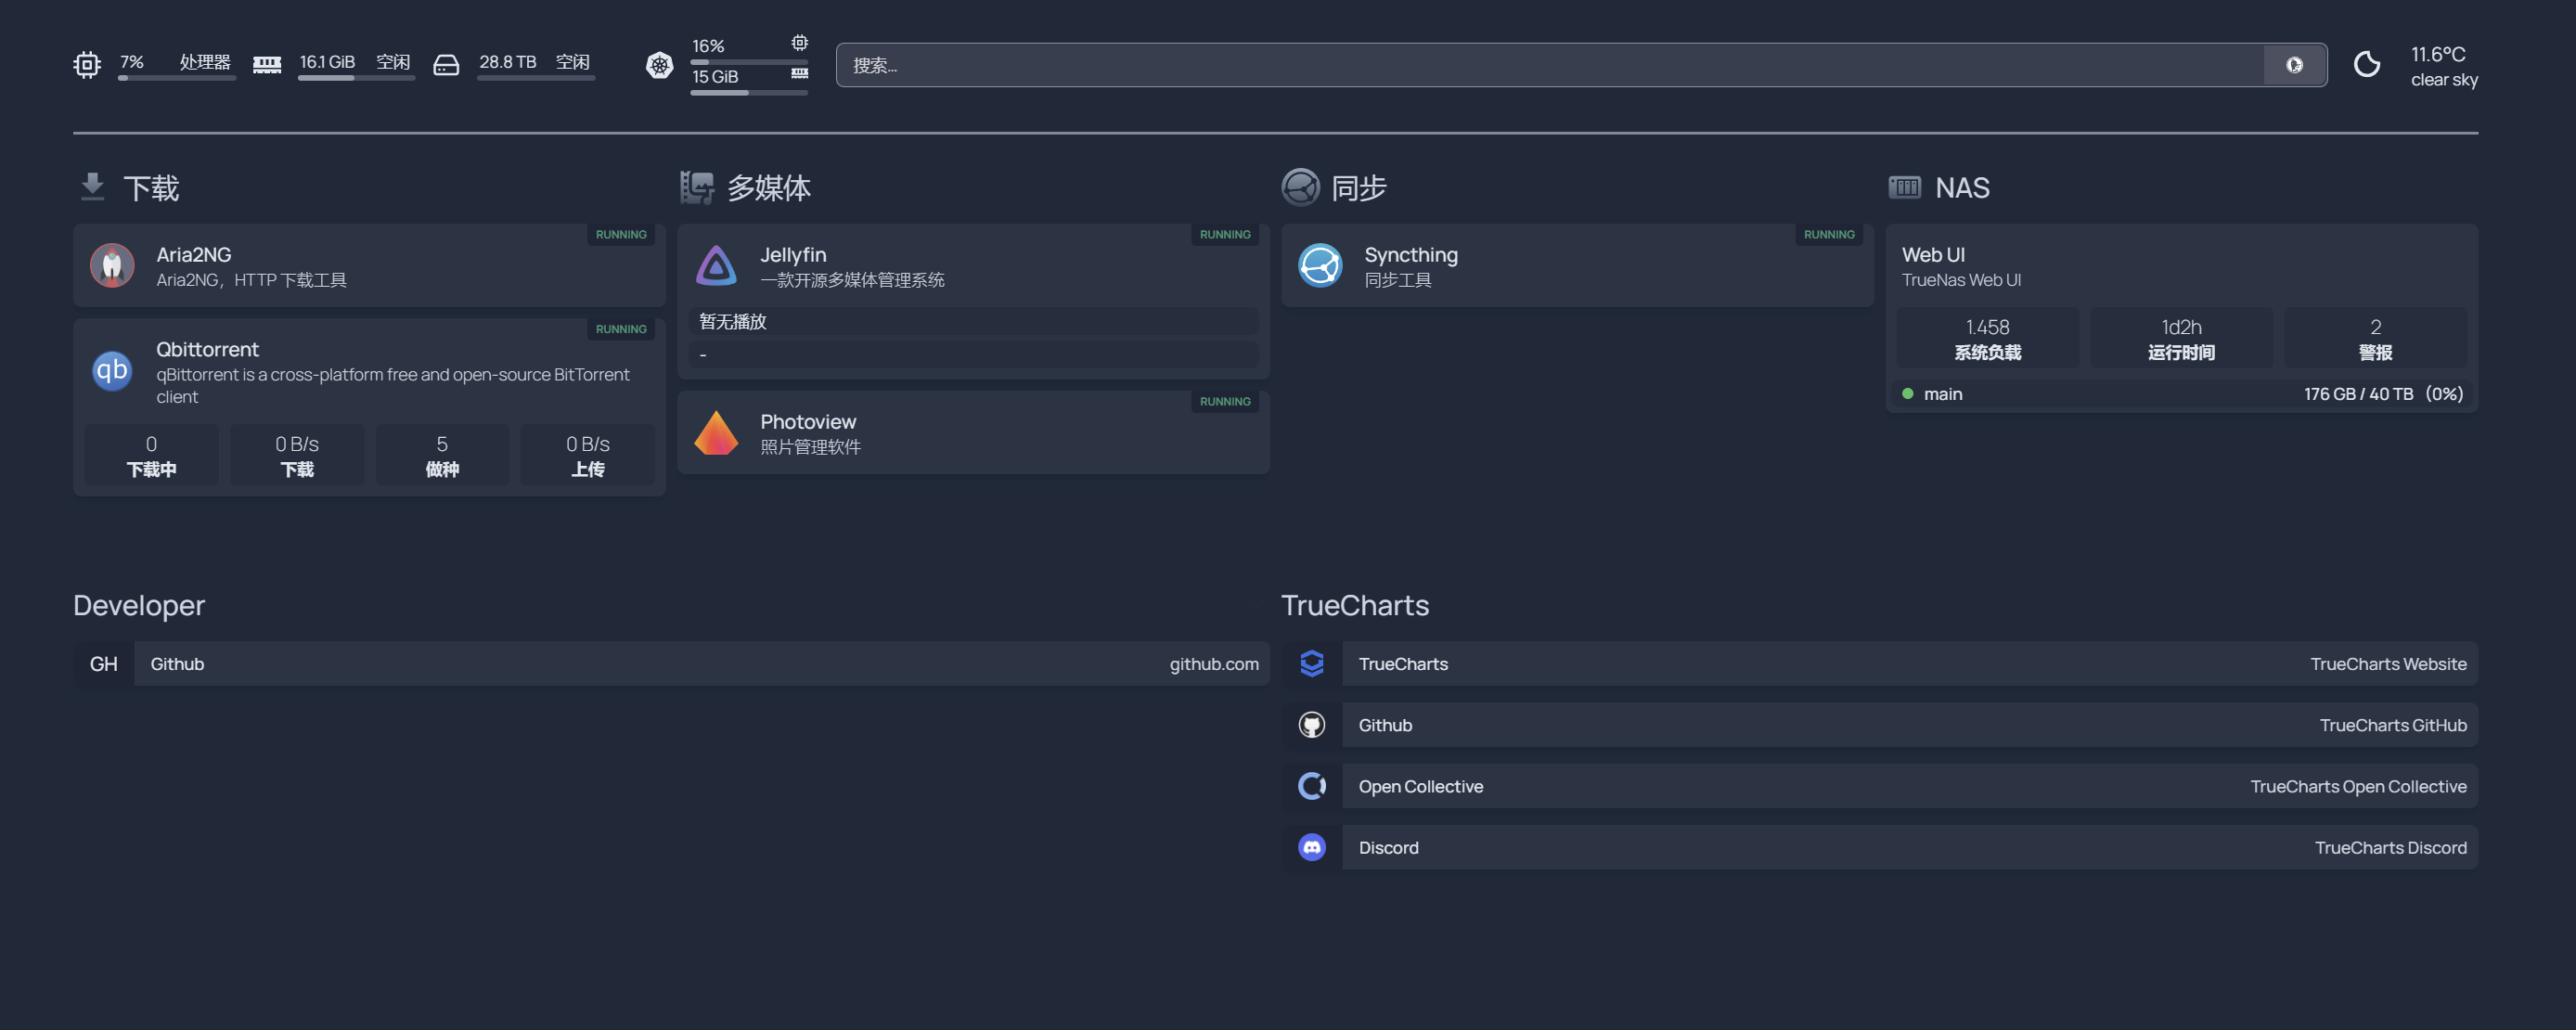 7% 处理器
16.1 GiB 空闲
28.8 TB 空闲
16%
15 GiB
搜索...
11.6°C
clear sky
下载
RUNNING
Aria2NG
Aria2NG，HTTP 下载工具
RUNNING
qb
Qbittorrent
qBittorrent is a cross-platform free and open-source BitTorrent
client
0
下载中
0 B/s
下载
5
做种
0 B/s
上传
多媒体
RUNNING
Jellyfin
一款开源多媒体管理系统
暂无播放
-
RUNNING
Photoview
照片管理软件
同步
RUNNING
Syncthing
同步工具
NAS
Web UI
TrueNas Web UI
1.458
系统负载
1d2h
运行时间
2
警报
main 176 GB / 40 TB (0%)
Developer
GH Github github.com
TrueCharts
TrueCharts TrueCharts Website
Github TrueCharts GitHub
Open Collective TrueCharts Open Collective
Discord TrueCharts Discord